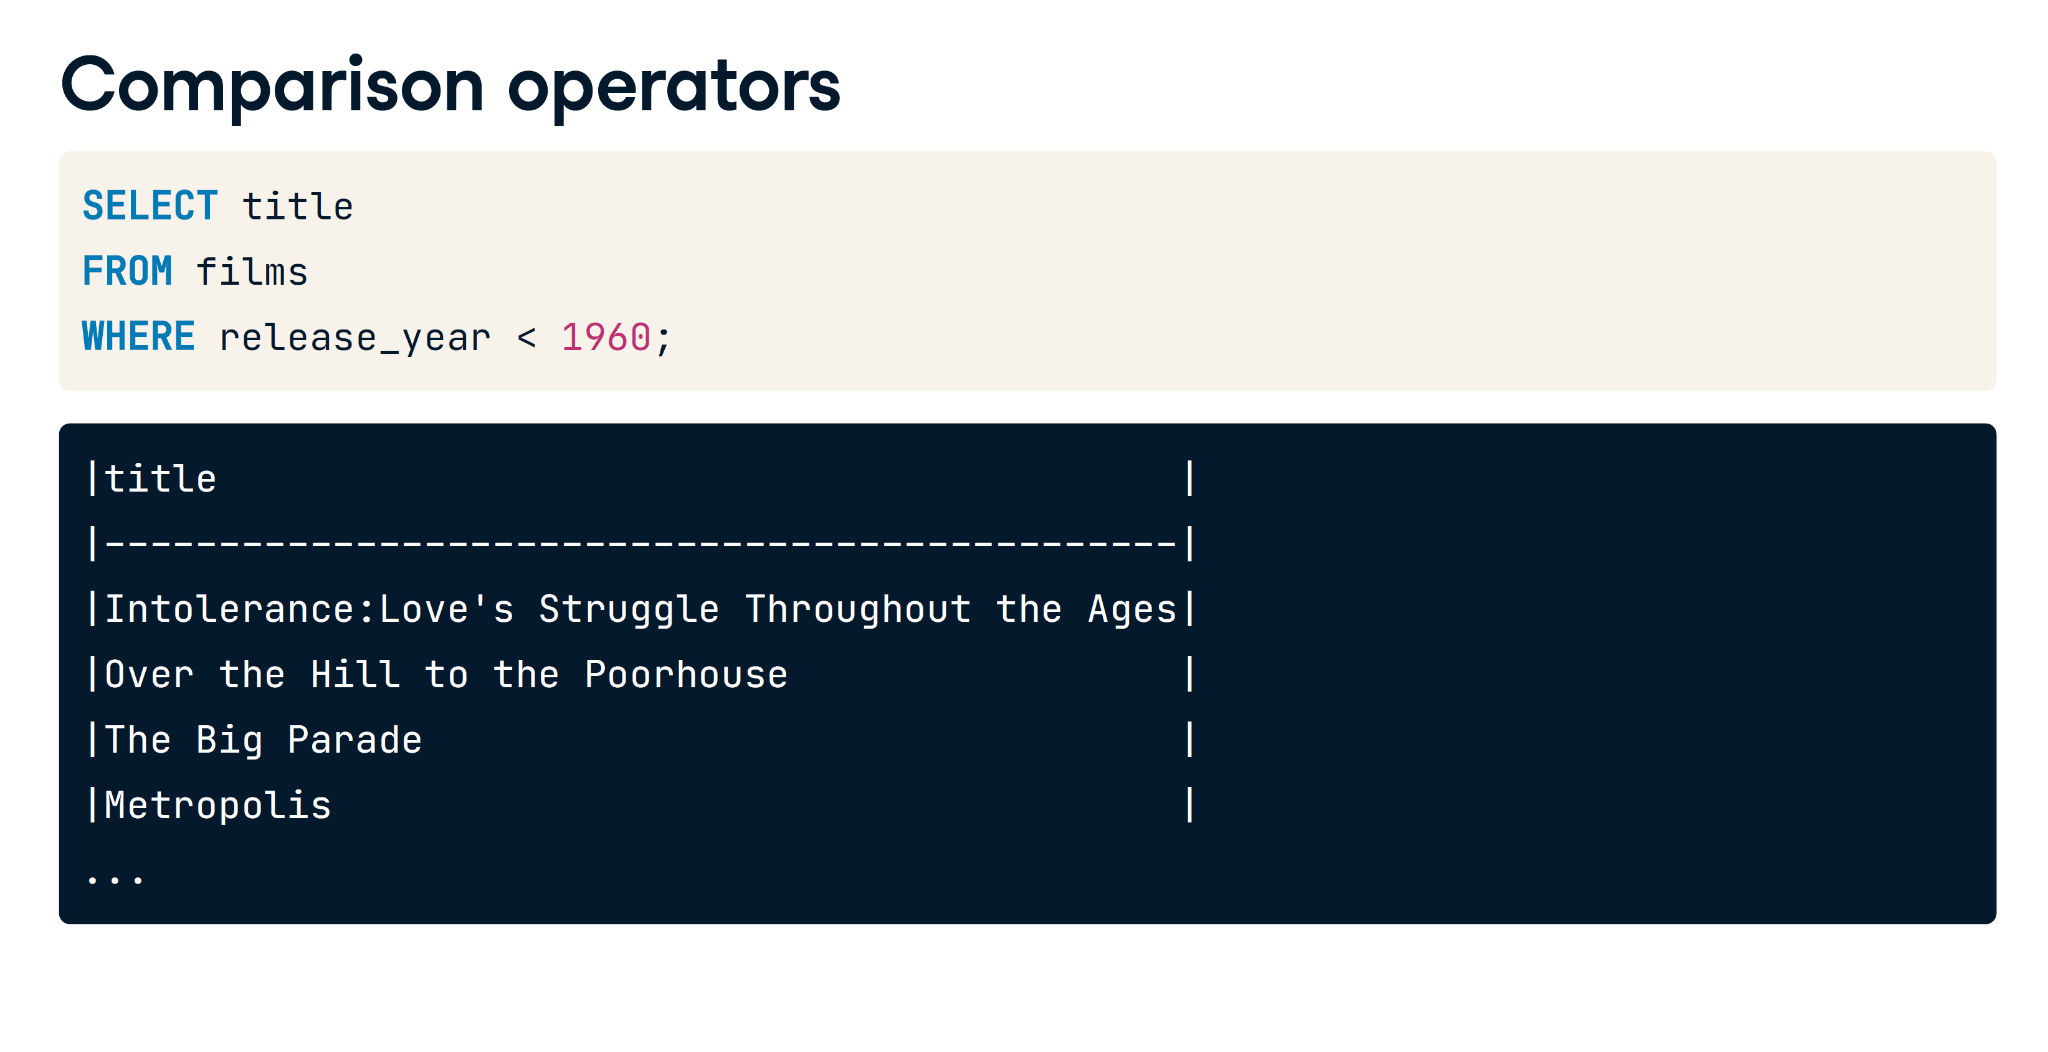 Comparison operators
SELECT title
FROM films
WHERE release_year < 1960;
|title                                          |
|-----------------------------------------------|
|Intolerance:Love's Struggle Throughout the Ages|
|Over the Hill to the Poorhouse                 |
|The Big Parade                                 |
|Metropolis                                     |
...